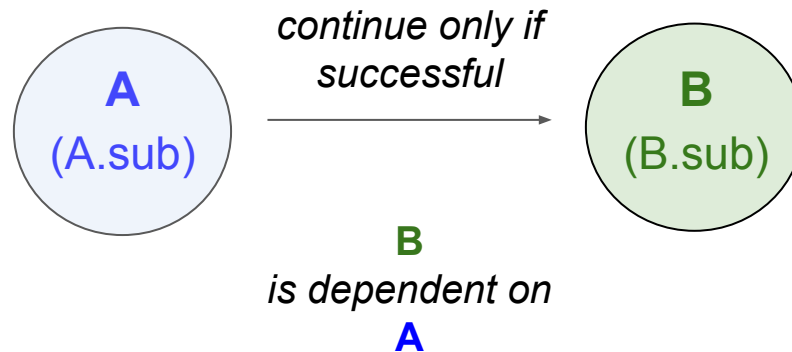 A
(A.sub)
continue only if
successful
B
(B.sub)
B
is dependent on
A